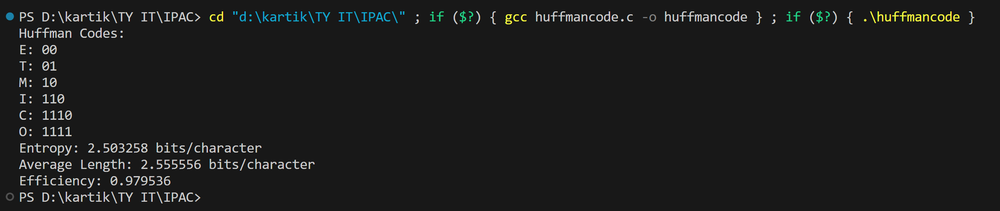 PS D:\kartik\TY IT\IPAC> cd "d:\kartik\TY IT\IPAC\" ; if ($?) { gcc huffmancode.c -o huffmancode } ; if ($?) { .\huffmancode }
Huffman Codes:
E: 00
T: 01
M: 10
I: 110
C: 1110
O: 1111
Entropy: 2.503258 bits/character
Average Length: 2.555556 bits/character
Efficiency: 0.979536
PS D:\kartik\TY IT\IPAC>